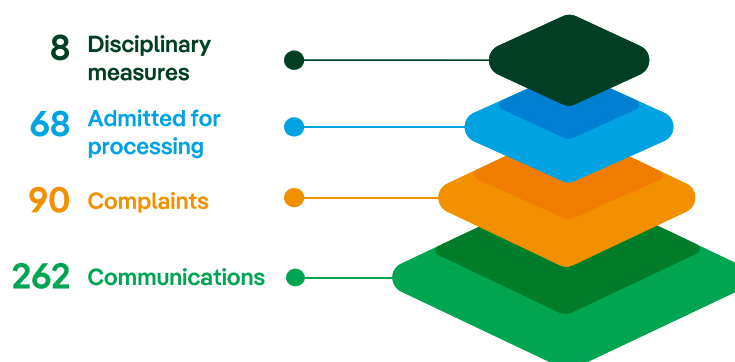 8 Disciplinary
measures
68 Admitted for
processing
90 Complaints
262 Communications